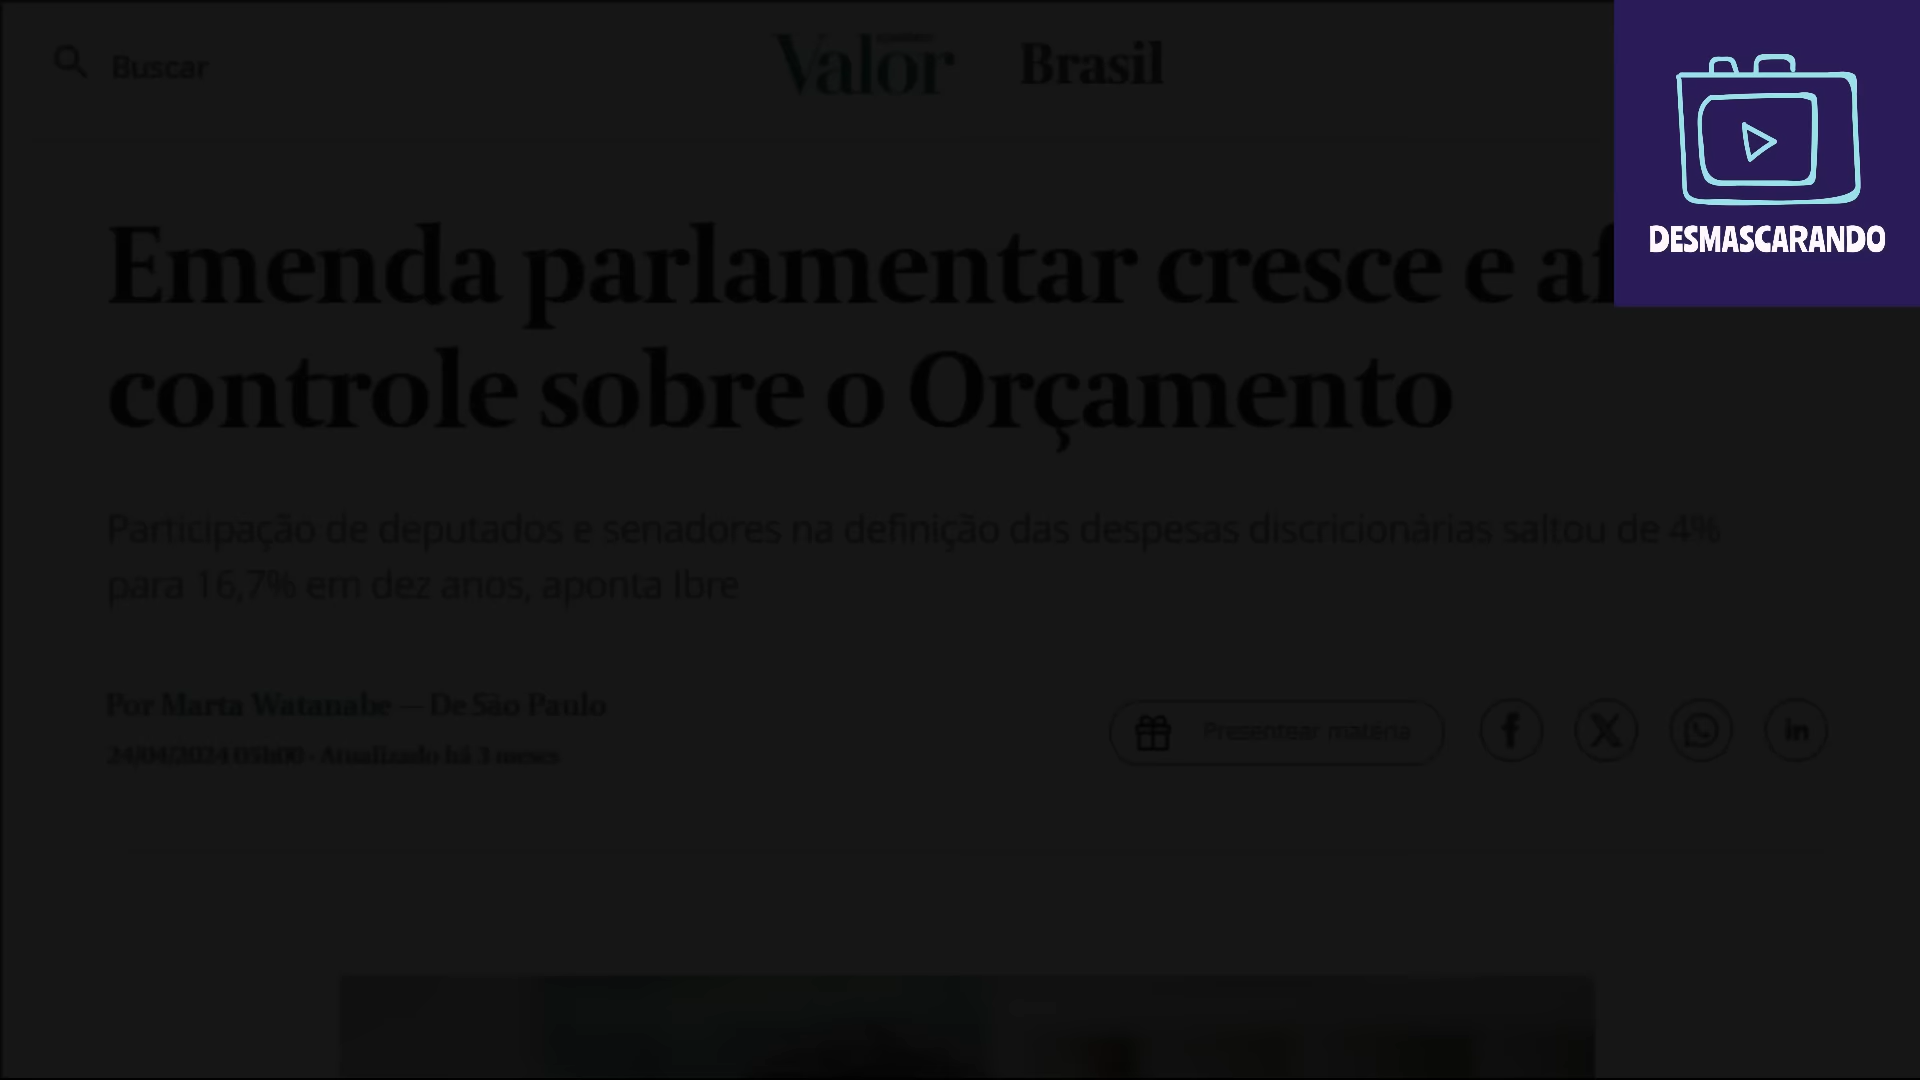 Buscar
Valor Brasil
DESMASCARANDO
Emenda parlamentar cresce e af
controle sobre o Orçamento
Participação de deputados e senadores na definição das despesas discricionárias saltou de 4%
para 16,7% em dez anos, aponta Ibre
Por Marta Watanabe — De São Paulo
24/04/2024 05h00 · Atualizado há 3 meses
Presentear matéria